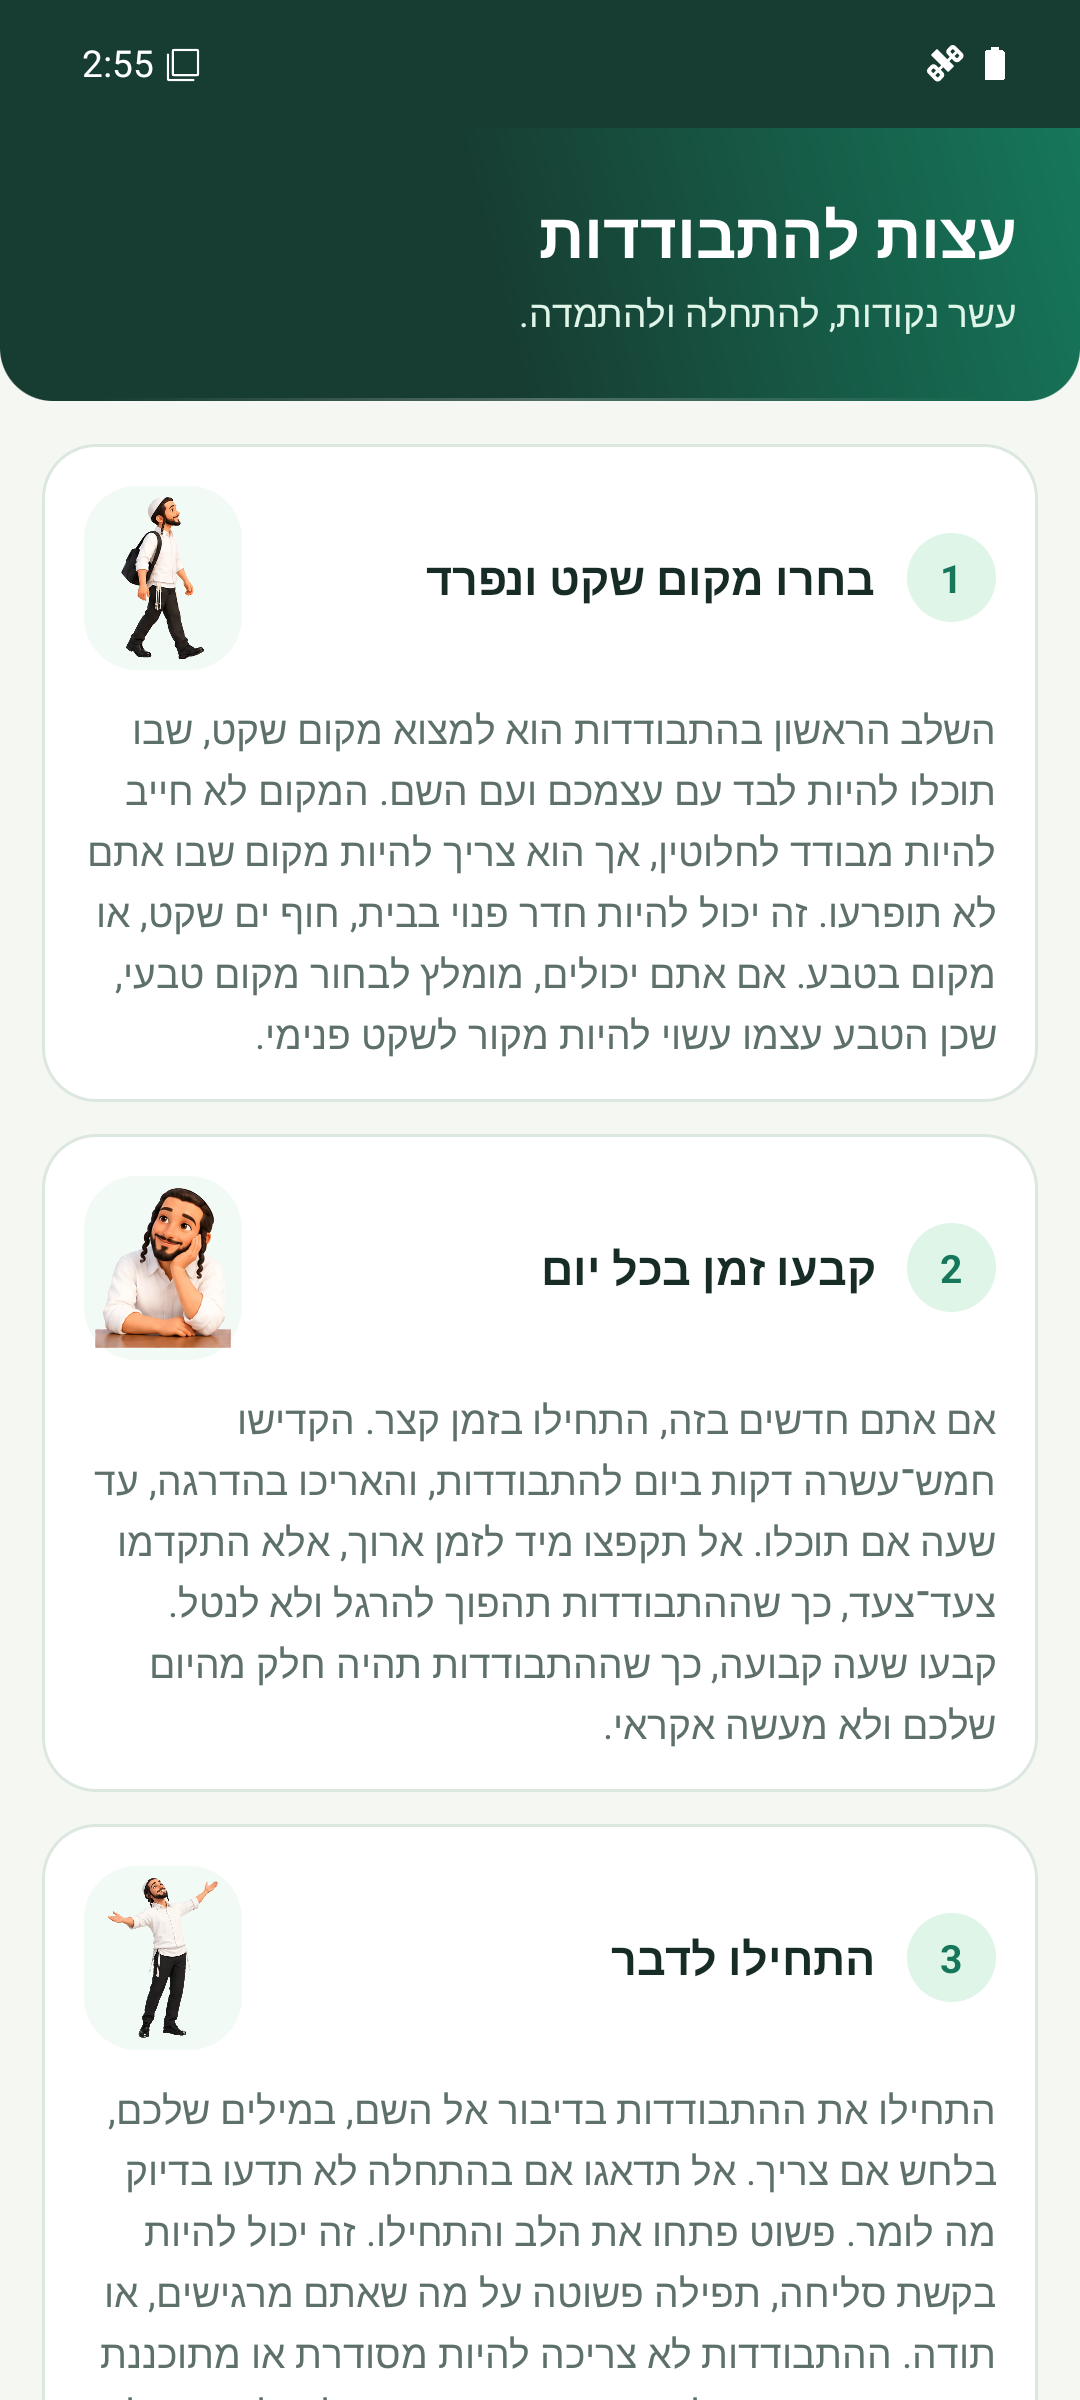 2:55
עצות להתבודדות
עשר נקודות, להתחלה ולהתמדה.
1
בחרו מקום שקט ונפרד
השלב הראשון בהתבודדות הוא למצוא מקום שקט, שבו
תוכלו להיות לבד עם עצמכם ועם השם. המקום לא חייב
להיות מבודד לחלוטין, אך הוא צריך להיות מקום שבו אתם
לא תופרעו. זה יכול להיות חדר פנוי בבית, חוף ים שקט, או
מקום בטבע. אם אתם יכולים, מומלץ לבחור מקום טבעי,
שכן הטבע עצמו עשוי להיות מקור לשקט פנימי.
2
קבעו זמן בכל יום
אם אתם חדשים בזה, התחילו בזמן קצר. הקדישו
חמש־עשרה דקות ביום להתבודדות, והאריכו בהדרגה, עד
שעה אם תוכלו. אל תקפצו מיד לזמן ארוך, אלא התקדמו
צעד־צעד, כך שההתבודדות תהפוך להרגל ולא לנטל.
קבעו שעה קבועה, כך שההתבודדות תהיה חלק מהיום
שלכם ולא מעשה אקראי.
3
התחילו לדבר
התחילו את ההתבודדות בדיבור אל השם, במילים שלכם,
בלחש אם צריך. אל תדאגו אם בהתחלה לא תדעו בדיוק
מה לומר. פשוט פתחו את הלב והתחילו. זה יכול להיות
בקשת סליחה, תפילה פשוטה על מה שאתם מרגישים, או
תודה. ההתבודדות לא צריכה להיות מסודרת או מתוכננת